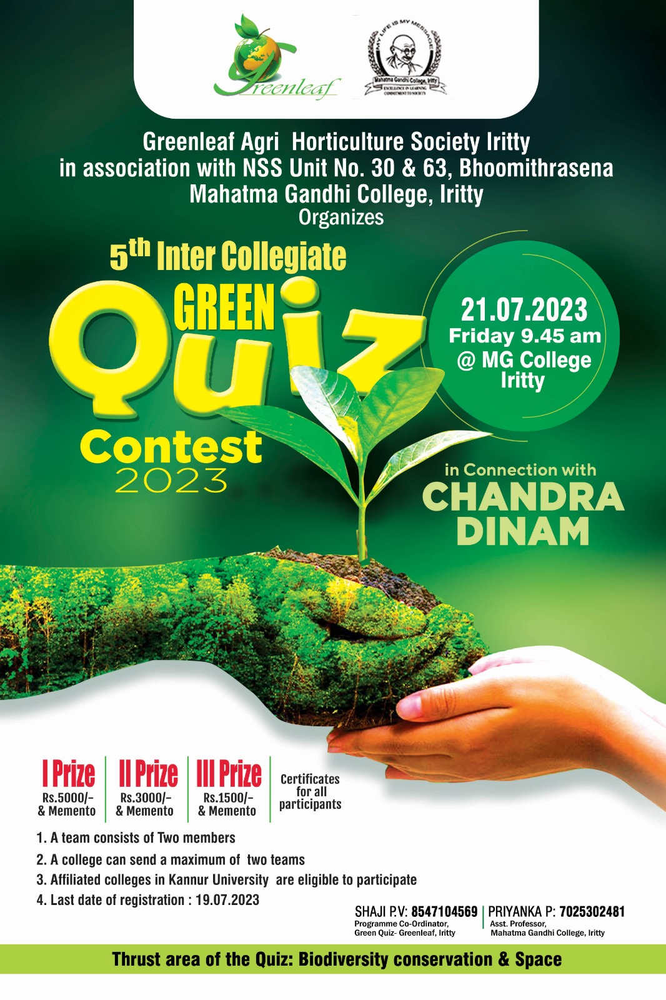 Greenleaf
MY LIFE IS MY MESSAGE
Mahatma Gandhi College, Iritty
EXCELLENCE IN LEARNING
COMMITMENT TO SOCIETY
Greenleaf Agri Horticulture Society Iritty
in association with NSS Unit No. 30 & 63, Bhoomithrasena
Mahatma Gandhi College, Iritty
Organizes
5th Inter Collegiate
GREEN
Quiz
Contest
2023
21.07.2023
Friday 9.45 am
@ MG College
Iritty
in Connection with
CHANDRA
DINAM
I Prize
Rs.5000/-
& Memento
II Prize
Rs.3000/-
& Memento
III Prize
Rs.1500/-
& Memento
Certificates
for all
participants
1. A team consists of Two members
2. A college can send a maximum of two teams
3. Affiliated colleges in Kannur University are eligible to participate
4. Last date of registration : 19.07.2023
SHAJI P.V: 8547104569
Programme Co-Ordinator,
Green Quiz- Greenleaf, Iritty
PRIYANKA P: 7025302481
Asst. Professor,
Mahatma Gandhi College, Iritty
Thrust area of the Quiz: Biodiversity conservation & Space